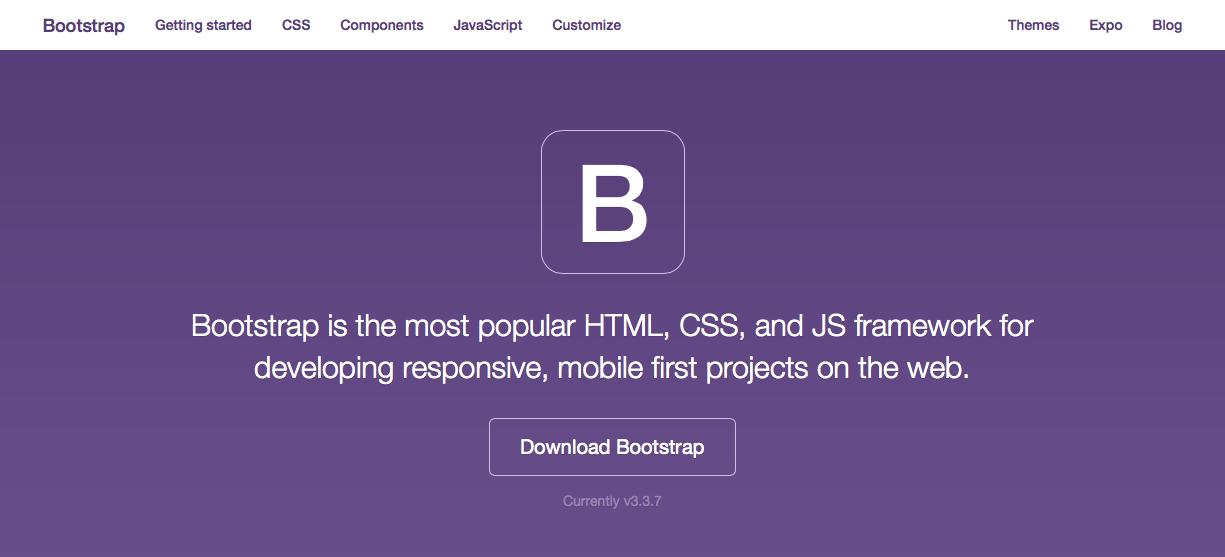 Bootstrap Getting started CSS Components JavaScript Customize Themes Expo Blog
B
Bootstrap is the most popular HTML, CSS, and JS framework for
developing responsive, mobile first projects on the web.
Download Bootstrap
Currently v3.3.7